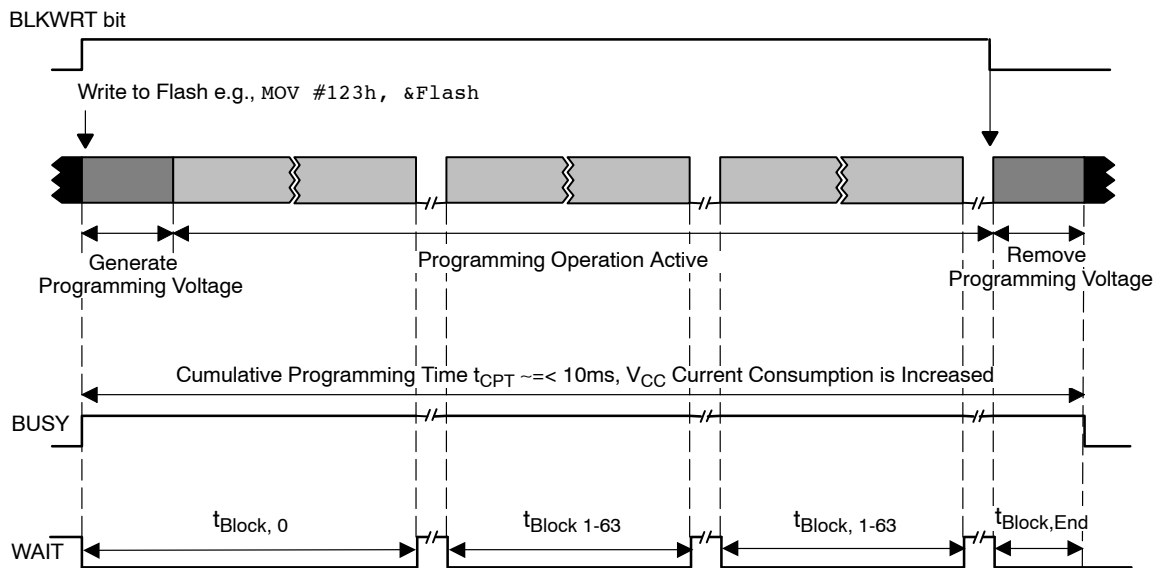 BLKWRT bit
Write to Flash e.g., MOV #123h, &Flash
Generate
Programming Voltage
Programming Operation Active
Remove
Programming Voltage
Cumulative Programming Time tCPT ~=< 10ms, VCC Current Consumption is Increased
BUSY
tBlock, 0
tBlock 1-63
tBlock, 1-63
tBlock,End
WAIT